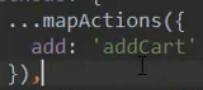 ...mapActions({
add: 'addCart'
}),